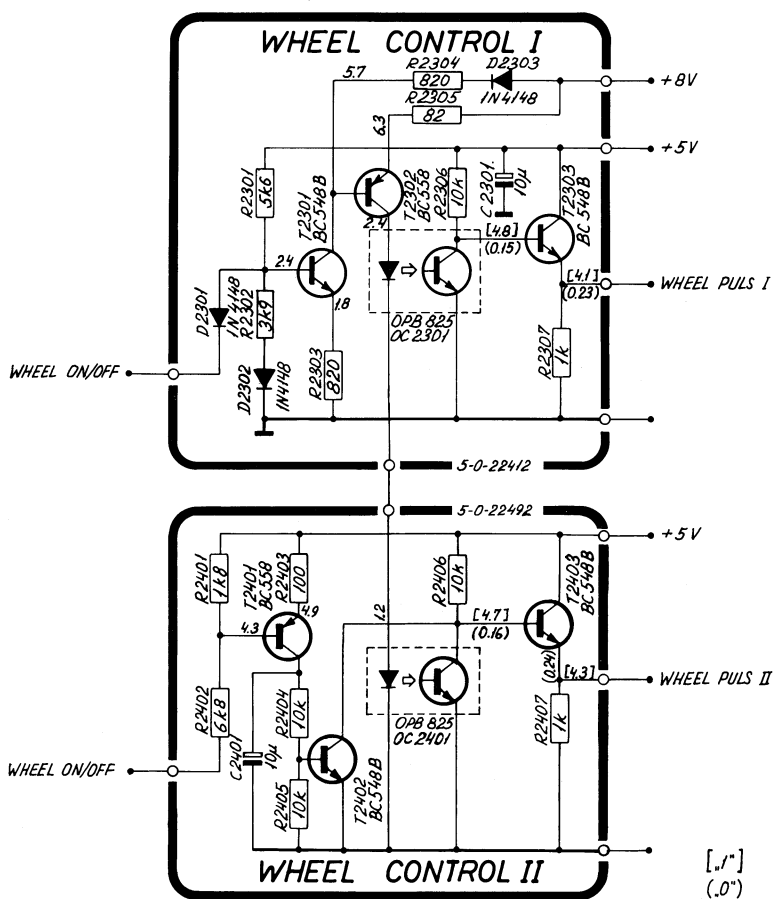 WHEEL CONTROL I
R2304
820
D2303
1N4148
5.7
+8V
R2305
82
6.3
+5V
R2301
5k6
T2301
BC548B
T2302
BC558
R2306
10k
C2301
10µ
T2303
BC548B
2.4
2.4
[4.8]
(0.15)
[4.1]
(0.23)
WHEEL PULS I
D2301
1N4148
R2302
3k9
1.8
OPB 825
OC2301
R2307
1k
WHEEL ON/OFF
D2302
1N4148
R2303
820
5-0-22412
5-0-22492
+5V
R2401
1k8
T2401
BC558
R2403
100
R2406
10k
T2403
BC548B
4.9
4.3
1.2
[4.7]
(0.16)
(0.24)
[4.3]
WHEEL PULS II
R2402
6k8
R2404
10k
OPB 825
OC2401
R2407
1k
C2401
10µ
WHEEL ON/OFF
R2405
10k
T2402
BC548B
WHEEL CONTROL II
[„1"]
(„0")